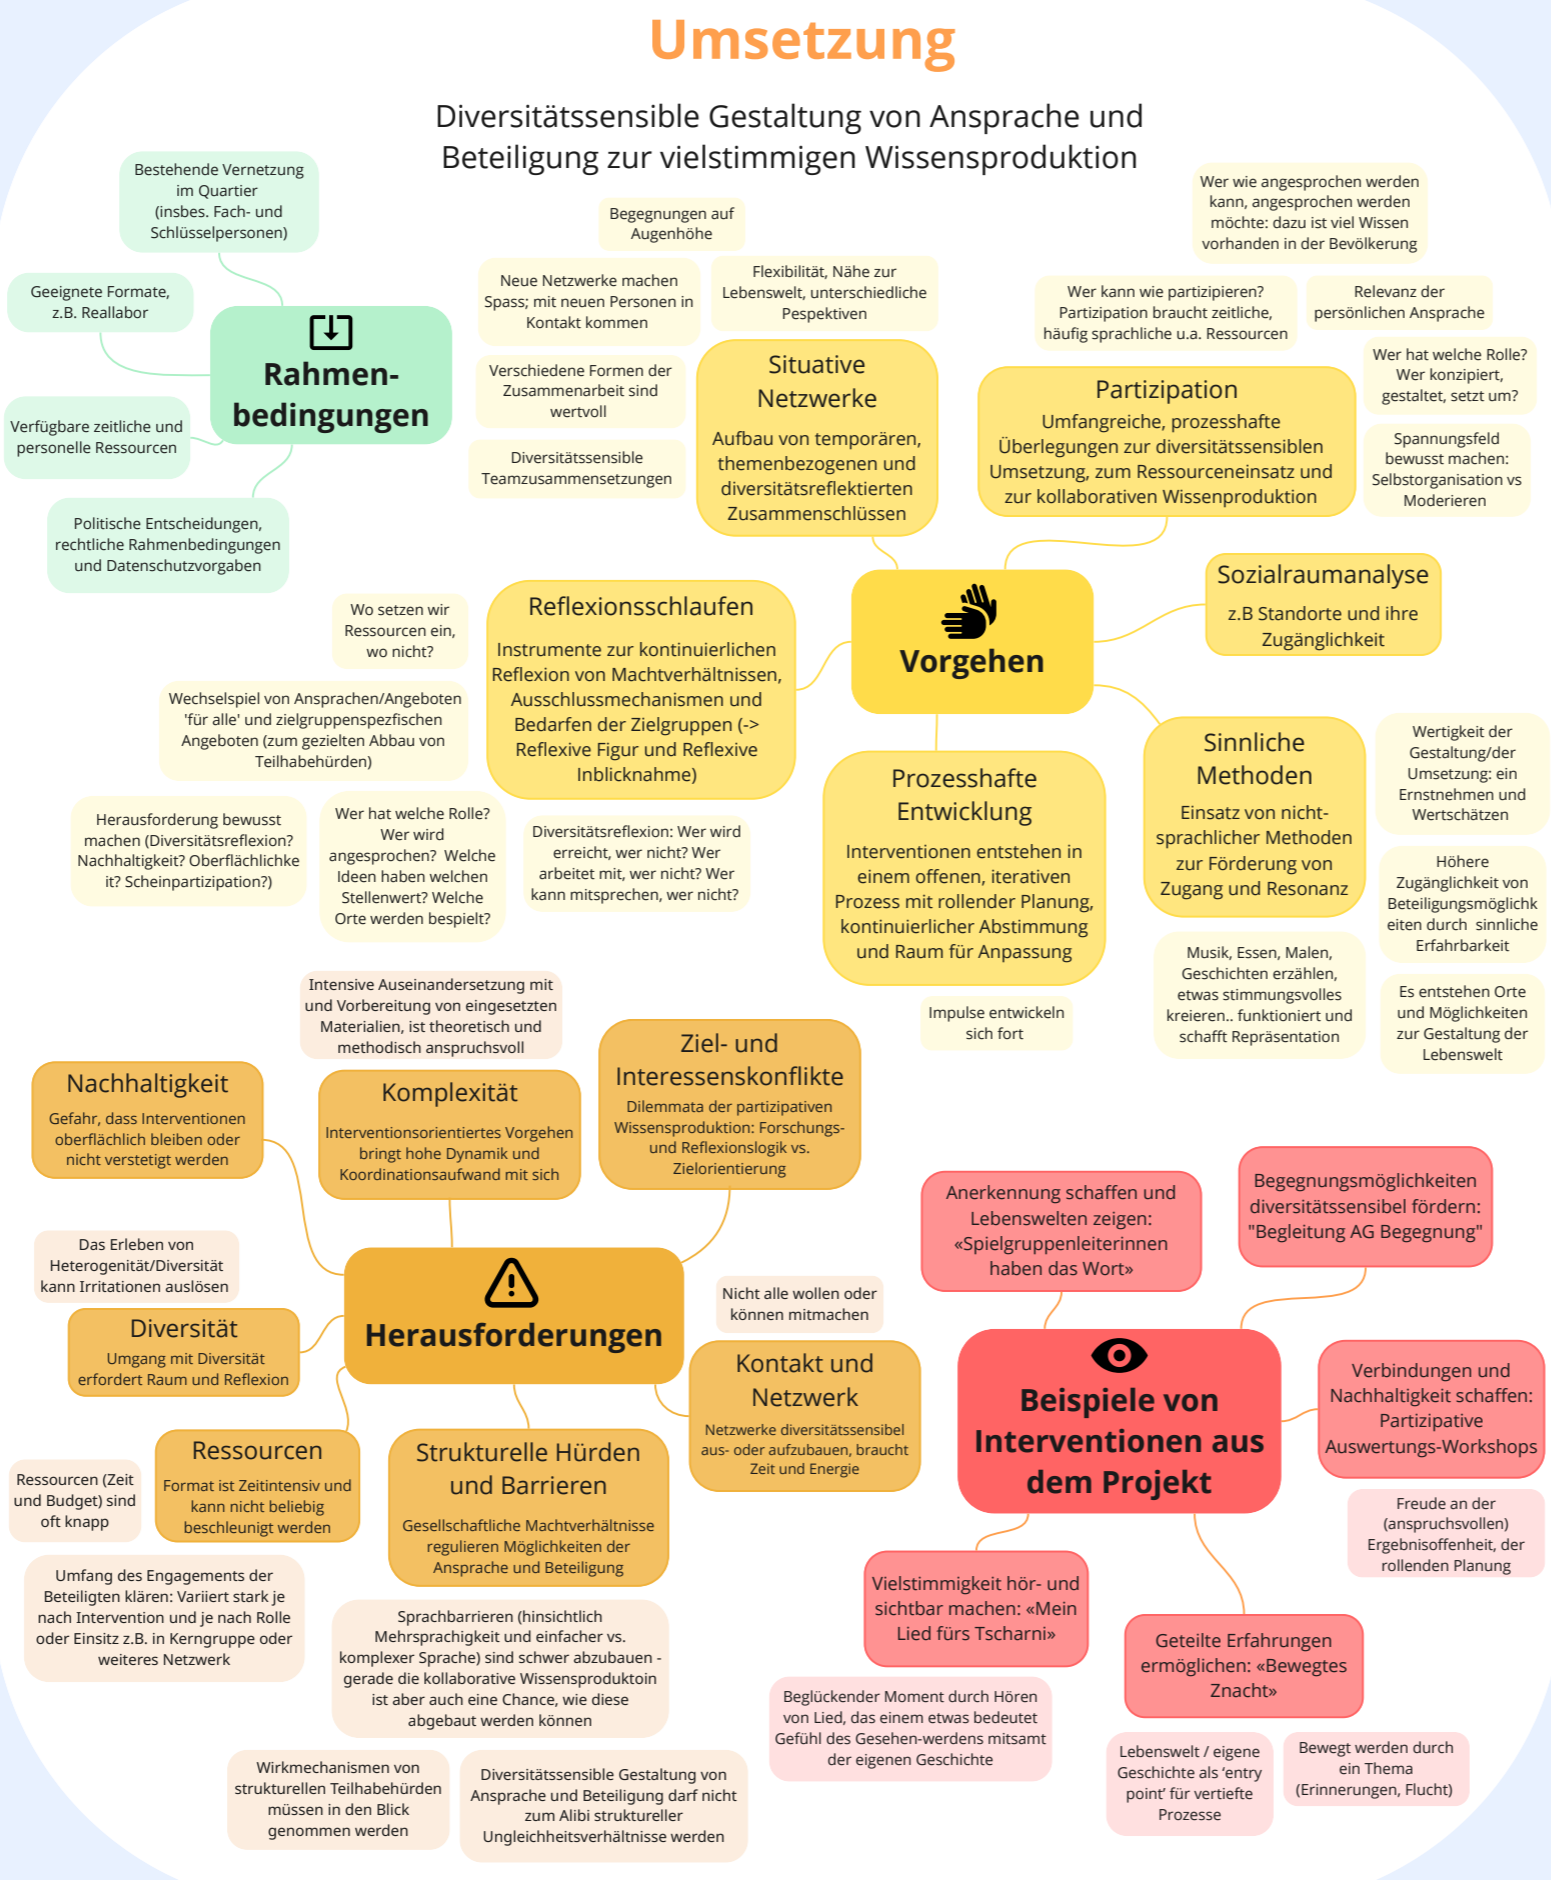 Umsetzung
Diversitätssensible Gestaltung von Ansprache und
Beteiligung zur vielstimmigen Wissensproduktion
Bestehende Vernetzung
im Quartier
(insbes. Fach- und
Schlüsselpersonen)
Geeignete Formate,
z.B. Reallabor
Rahmen-
bedingungen
Verfügbare zeitliche und
personelle Ressourcen
Politische Entscheidungen,
rechtliche Rahmenbedingungen
und Datenschutzvorgaben
Begegnungen auf
Augenhöhe
Neue Netzwerke machen
Spass; mit neuen Personen in
Kontakt kommen
Flexibilität, Nähe zur
Lebenswelt, unterschiedliche
Pespektiven
Verschiedene Formen der
Zusammenarbeit sind
wertvoll
Diversitätssensible
Teamzusammensetzungen
Situative
Netzwerke
Aufbau von temporären,
themenbezogenen und
diversitätsreflektierten
Zusammenschlüssen
Wer wie angesprochen werden
kann, angesprochen werden
möchte: dazu ist viel Wissen
vorhanden in der Bevölkerung
Wer kann wie partizipieren?
Partizipation braucht zeitliche,
häufig sprachliche u.a. Ressourcen
Relevanz der
persönlichen Ansprache
Wer hat welche Rolle?
Wer konzipiert,
gestaltet, setzt um?
Spannungsfeld
bewusst machen:
Selbstorganisation vs
Moderieren
Partizipation
Umfangreiche, prozesshafte
Überlegungen zur diversitätssensiblen
Umsetzung, zum Ressourceneinsatz und
zur kollaborativen Wissenproduktion
Vorgehen
Sozialraumanalyse
z.B Standorte und ihre
Zugänglichkeit
Reflexionsschlaufen
Instrumente zur kontinuierlichen
Reflexion von Machtverhältnissen,
Ausschlussmechanismen und
Bedarfen der Zielgruppen (->
Reflexive Figur und Reflexive
Inblicknahme)
Wo setzen wir
Ressourcen ein,
wo nicht?
Wechselspiel von Ansprachen/Angeboten
'für alle' und zielgruppenspezfischen
Angeboten (zum gezielten Abbau von
Teilhabehürden)
Herausforderung bewusst
machen (Diversitätsreflexion?
Nachhaltigkeit? Oberflächlichke
it? Scheinpartizipation?)
Wer hat welche Rolle?
Wer wird
angesprochen? Welche
Ideen haben welchen
Stellenwert? Welche
Orte werden bespielt?
Diversitätsreflexion: Wer wird
erreicht, wer nicht? Wer
arbeitet mit, wer nicht? Wer
kann mitsprechen, wer nicht?
Prozesshafte
Entwicklung
Interventionen entstehen in
einem offenen, iterativen
Prozess mit rollender Planung,
kontinuierlicher Abstimmung
und Raum für Anpassung
Impulse entwickeln
sich fort
Sinnliche
Methoden
Einsatz von nicht-
sprachlicher Methoden
zur Förderung von
Zugang und Resonanz
Wertigkeit der
Gestaltung/der
Umsetzung: ein
Ernstnehmen und
Wertschätzen
Höhere
Zugänglichkeit von
Beteiligungsmöglichk
eiten durch sinnliche
Erfahrbarkeit
Musik, Essen, Malen,
Geschichten erzählen,
etwas stimmungsvolles
kreieren.. funktioniert und
schafft Repräsentation
Es entstehen Orte
und Möglichkeiten
zur Gestaltung der
Lebenswelt
Intensive Auseinandersetzung mit
und Vorbereitung von eingesetzten
Materialien, ist theoretisch und
methodisch anspruchsvoll
Nachhaltigkeit
Gefahr, dass Interventionen
oberflächlich bleiben oder
nicht verstetigt werden
Komplexität
Interventionsorientiertes Vorgehen
bringt hohe Dynamik und
Koordinationsaufwand mit sich
Ziel- und
Interessenskonflikte
Dilemmata der partizipativen
Wissensproduktion: Forschungs-
und Reflexionslogik vs.
Zielorientierung
Das Erleben von
Heterogenität/Diversität
kann Irritationen auslösen
Diversität
Umgang mit Diversität
erfordert Raum und Reflexion
Herausforderungen
Nicht alle wollen oder
können mitmachen
Kontakt und
Netzwerk
Netzwerke diversitätssensibel
aus- oder aufzubauen, braucht
Zeit und Energie
Ressourcen
Format ist Zeitintensiv und
kann nicht beliebig
beschleunigt werden
Ressourcen (Zeit
und Budget) sind
oft knapp
Umfang des Engagements der
Beteiligten klären: Variiert stark je
nach Intervention und je nach Rolle
oder Einsitz z.B. in Kerngruppe oder
weiteres Netzwerk
Strukturelle Hürden
und Barrieren
Gesellschaftliche Machtverhältnisse
regulieren Möglichkeiten der
Ansprache und Beteiligung
Sprachbarrieren (hinsichtlich
Mehrsprachigkeit und einfacher vs.
komplexer Sprache) sind schwer abzubauen -
gerade die kollaborative Wissensproduktoin
ist aber auch eine Chance, wie diese
abgebaut werden können
Wirkmechanismen von
strukturellen Teilhabehürden
müssen in den Blick
genommen werden
Diversitätssensible Gestaltung von
Ansprache und Beteiligung darf nicht
zum Alibi struktureller
Ungleichheitsverhältnisse werden
Anerkennung schaffen und
Lebenswelten zeigen:
«Spielgruppenleiterinnen
haben das Wort»
Begegnungsmöglichkeiten
diversitätssensibel fördern:
"Begleitung AG Begegnung"
Beispiele von
Interventionen aus
dem Projekt
Verbindungen und
Nachhaltigkeit schaffen:
Partizipative
Auswertungs-Workshops
Freude an der
(anspruchsvollen)
Ergebnisoffenheit, der
rollenden Planung
Vielstimmigkeit hör- und
sichtbar machen: «Mein
Lied fürs Tscharni»
Beglückender Moment durch Hören
von Lied, das einem etwas bedeutet
Gefühl des Gesehen-werdens mitsamt
der eigenen Geschichte
Geteilte Erfahrungen
ermöglichen: «Bewegtes
Znacht»
Lebenswelt / eigene
Geschichte als ‘entry
point’ für vertiefte
Prozesse
Bewegt werden durch
ein Thema
(Erinnerungen, Flucht)